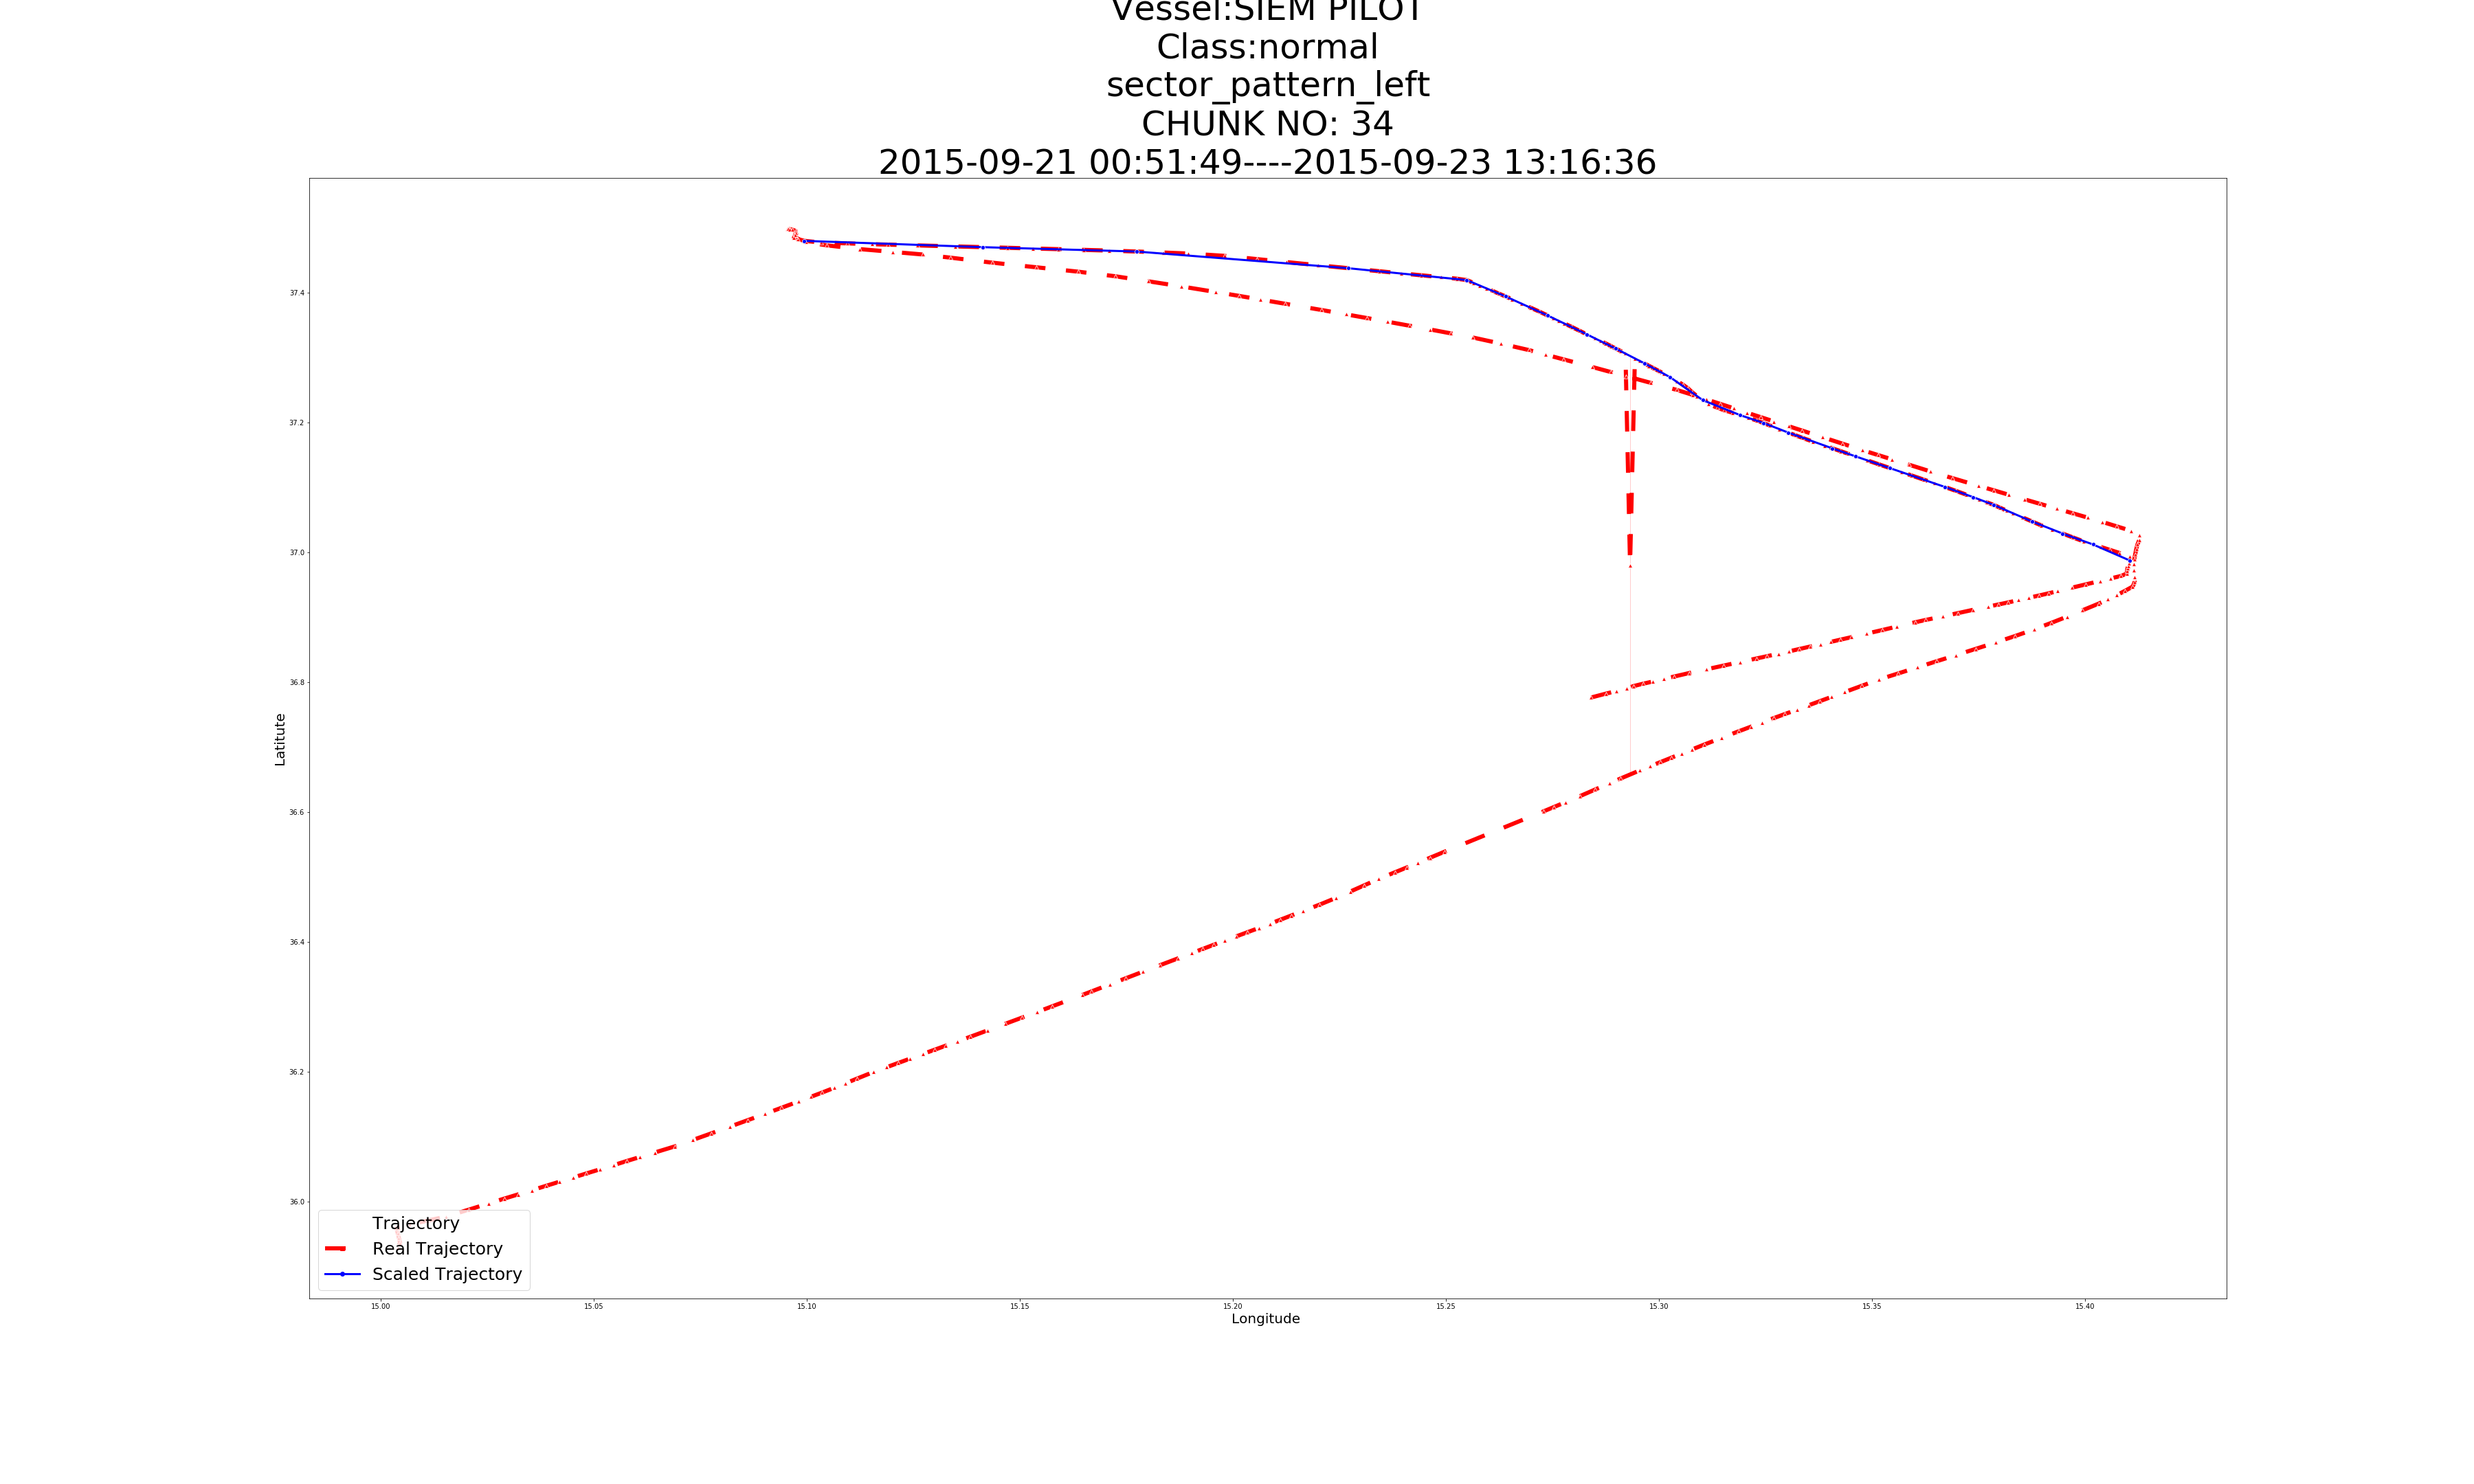 Vessel:SIEM PILOT
Class:normal
sector_pattern_left
CHUNK NO: 34
2015-09-21 00:51:49----2015-09-23 13:16:36
37.4
37.2
37.0
36.8
36.6
36.4
36.2
36.0
Latitute
Trajectory
Real Trajectory
Scaled Trajectory
15.00 15.05 15.10 15.15 15.20 15.25 15.30 15.35 15.40
Longitude